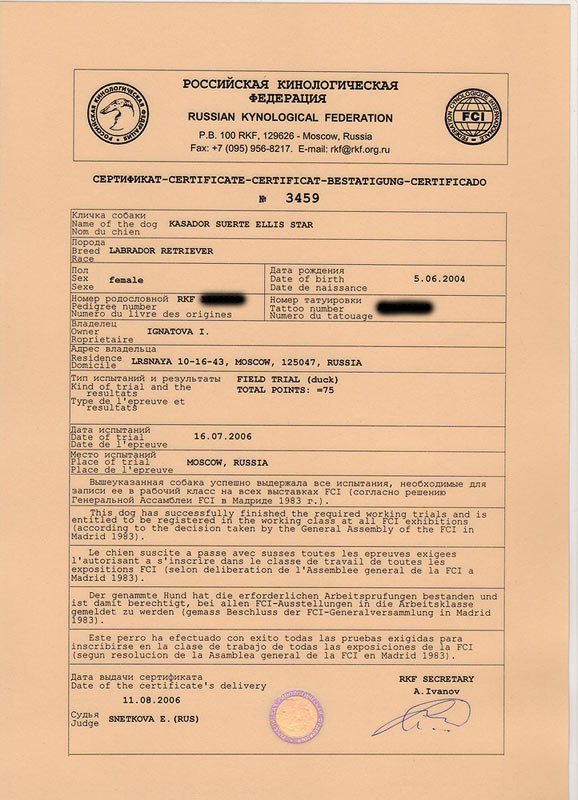 РОССИЙСКАЯ КИНОЛОГИЧЕСКАЯ
ФЕДЕРАЦИЯ
RUSSIAN KYNOLOGICAL FEDERATION
P.B. 100 RKF, 129626 - Moscow, Russia
Fax: +7 (095) 956-8217. E-mail: rkf@rkf.org.ru
РОССИЙСКАЯ КИНОЛОГИЧЕСКАЯ ФЕДЕРАЦИЯ
FEDERATION CYNOLOGIQUE INTERNATIONALE
FCI
СЕРТИФИКАТ-CERTIFICATE-CERTIFICAT-BESTATIGUNG-CERTIFICADO
№ 3459
Кличка собаки
Name of the dog KASADOR SUERTE ELLIS STAR
Nom du chien
Порода
Breed LABRADOR RETRIEVER
Race
Пол
Sex female
Sexe
Дата рождения
Date of birth 5.06.2004
Date de naissance
Номер родословной RKF
Pedigree number
Numero du livre des origines
Номер татуировки
Tattoo number
Numero du tatouage
Владелец
Owner IGNATOVA I.
Roprietaire
Адрес владельца
Residence LRSNAYA 10-16-43, MOSCOW, 125047, RUSSIA
Domicile
Тип испытаний и результаты FIELD TRIAL (duck)
Kind of trial and the TOTAL POINTS: =75
results
Type de l'epreuve et
resultats
Дата испытаний
Date of trial 16.07.2006
Date de l'epreuve
Место испытаний
Place of trial MOSCOW, RUSSIA
Place de l'epreuve
Вышеуказанная собака успешно выдержала все испытания, необходимые для
записи ее в рабочий класс на всех выставках FCI (согласно решению
Генеральной Ассамблеи FCI в Мадриде 1983 г.).
This dog has successfully finished the required working trials and is
entitled to be registered in the working class at all FCI exhibitions
(according to the decision taken by the General Assembly of the FCI in
Madrid 1983).
Le chien suscite a passe avec susses toutes les epreuves exigees
l'autorisant a s'inscrire dans le classe de travail de toutes les
expositions FCI (selon deliberation de l'Assemblee general de la FCI a
Madrid 1983).
Der genammte Hund hat die erforderlichen Arbeitsprufungen bestanden und
ist damit berechtigt, bei allen FCI-Ausstellungen in die Arbeitsklasse
gemeldet zu werden (gemass Beschluss der FCI-Generalversammlung in Madrid
1983).
Este perro ha efectuado con exito todas las pruebas exigidas para
inscribirse en la clase de trabajo de todas las exposiciones de la FCI
(segun resolucion de la Asamblea general de la FCI en Madrid 1983).
Дата выдачи сертификата
Date of the certificate's delivery
11.08.2006
RKF SECRETARY
A.Ivanov
Судья
Judge SNETKOVA E.(RUS)